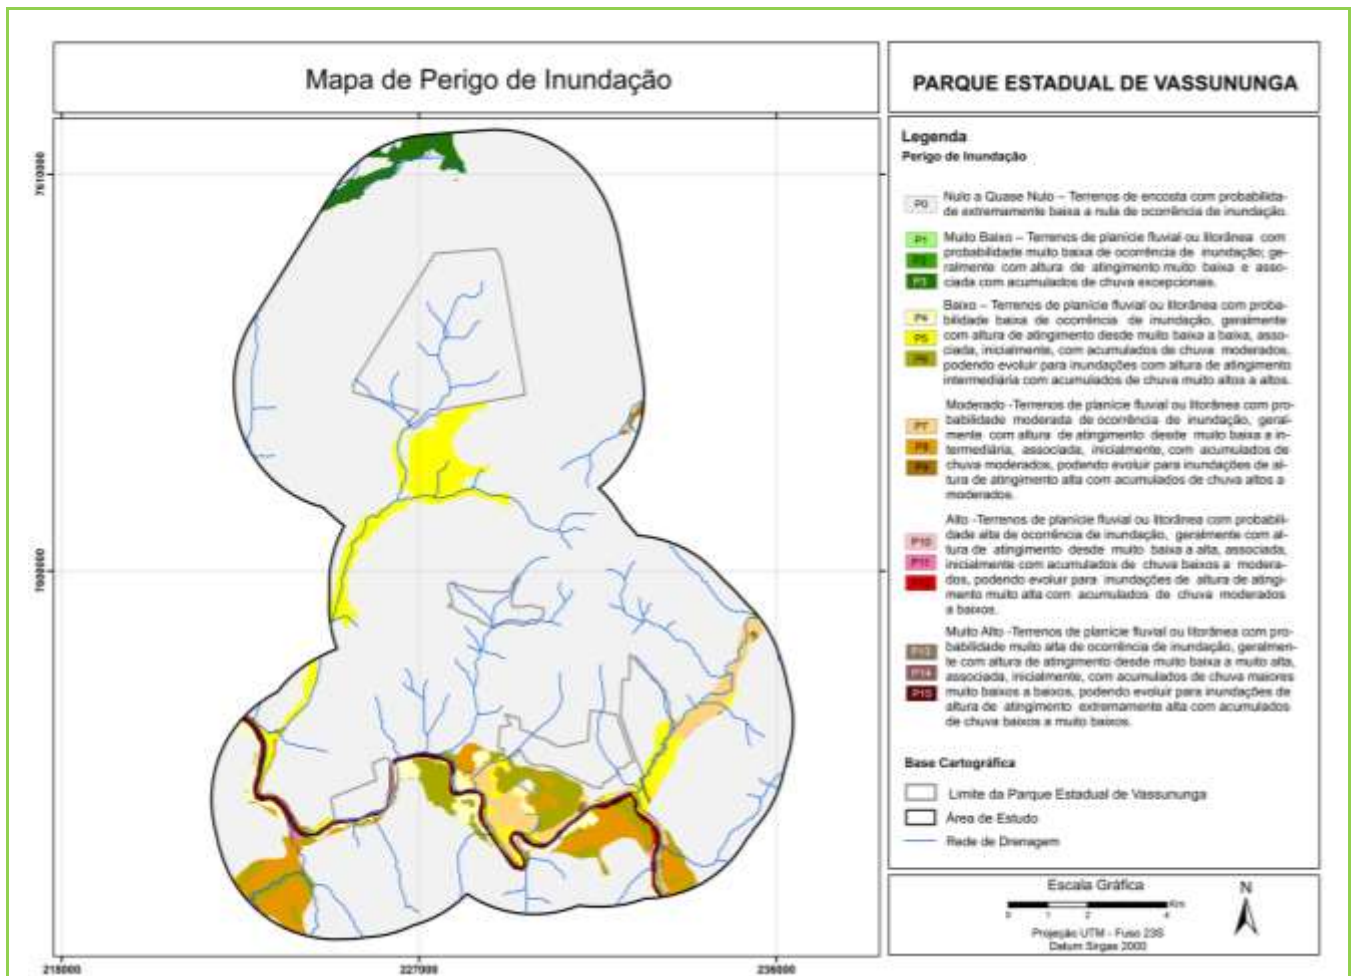 Mapa de Perigo de Inundação
PARQUE ESTADUAL DE VASSUNUNGA
Legenda
Perigo de Inundação
P0
Nulo a Quase Nulo – Terrenos de encosta com probabilida-
de extremamente baixa a nula de ocorrência de inundação.
P1
P2
P3
Muito Baixo – Terrenos de planície fluvial ou litorânea com
probabilidade muito baixa de ocorrência de inundação; ge-
ralmente com altura de atingimento muito baixa e asso-
ciada com acumulados de chuva excepcionais.
P4
P5
P6
Baixo – Terrenos de planície fluvial ou litorânea com proba-
bilidade baixa de ocorrência de inundação, geralmente
com altura de atingimento desde muito baixa a baixa, asso-
ciada, inicialmente, com acumulados de chuva moderados,
podendo evoluir para inundações com altura de atingimento
intermediária com acumulados de chuva muito altos a altos.
P7
P8
P9
Moderado -Terrenos de planície fluvial ou litorânea com pro-
babilidade moderada de ocorrência de inundação, geral-
mente com altura de atingimento desde muito baixa a in-
termediária, associada, inicialmente, com acumulados de
chuva moderados, podendo evoluir para inundações de al-
tura de atingimento alta com acumulados de chuva altos a
moderados.
P10
P11
Alto -Terrenos de planície fluvial ou litorânea com probabili-
dade alta de ocorrência de inundação, geralmente com al-
tura de atingimento desde muito baixa a alta, associada,
inicialmente com acumulados de chuva baixos a modera-
dos, podendo evoluir para inundações de altura de atingi-
mento muito alta com acumulados de chuva moderados
a baixos.
P13
P14
P15
Muito Alto -Terrenos de planície fluvial ou litorânea com pro-
babilidade muito alta de ocorrência de inundação, geralmen-
te com altura de atingimento desde muito baixa a muito alta,
associada, inicialmente, com acumulados de chuva maiores
muito baixos a baixos, podendo evoluir para inundações de
altura de atingimento extremamente alta com acumulados
de chuva baixos a muito baixos.
Base Cartográfica
Limite da Parque Estadual de Vassununga
Área de Estudo
Rede de Drenagem
Escala Gráfica
0 1 2 4 Km
N
Projeção UTM - Fuso 23S
Datum Sirgas 2000
218000 227000 236000